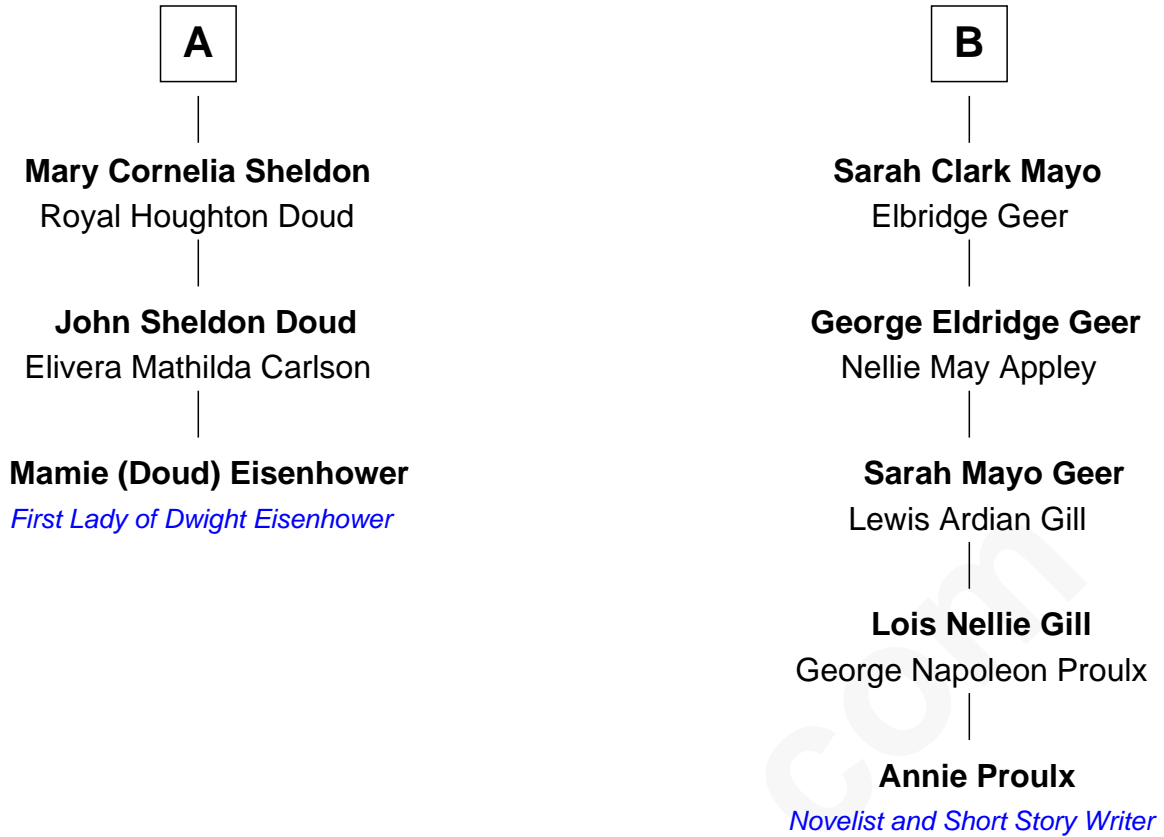 A
Mary Cornelia Sheldon
Royal Houghton Doud
John Sheldon Doud
Elivera Mathilda Carlson
Mamie (Doud) Eisenhower
First Lady of Dwight Eisenhower
B
Sarah Clark Mayo
Elbridge Geer
George Eldridge Geer
Nellie May Appley
Sarah Mayo Geer
Lewis Ardian Gill
Lois Nellie Gill
George Napoleon Proulx
Annie Proulx
Novelist and Short Story Writer
com